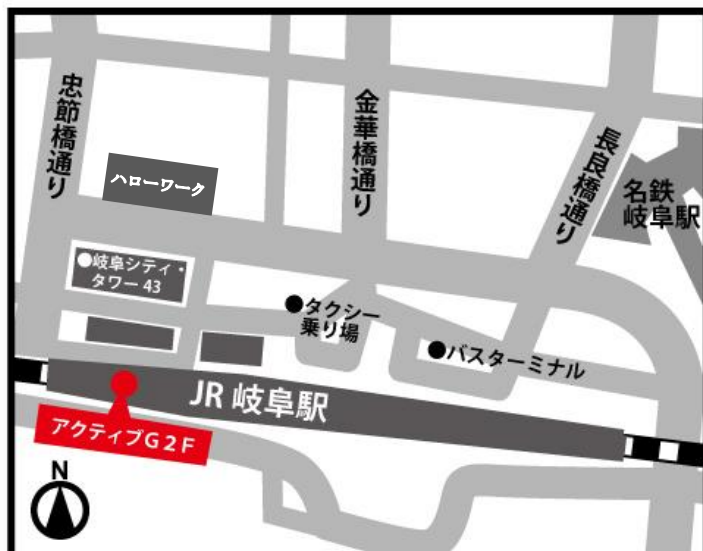 忠節橋通り
金華橋通り
長良橋通り
名鉄
岐阜駅
ハローワーク
岐阜シティ・
タワー43
タクシー
乗り場
バスターミナル
JR 岐阜駅
アクティブG 2F
N